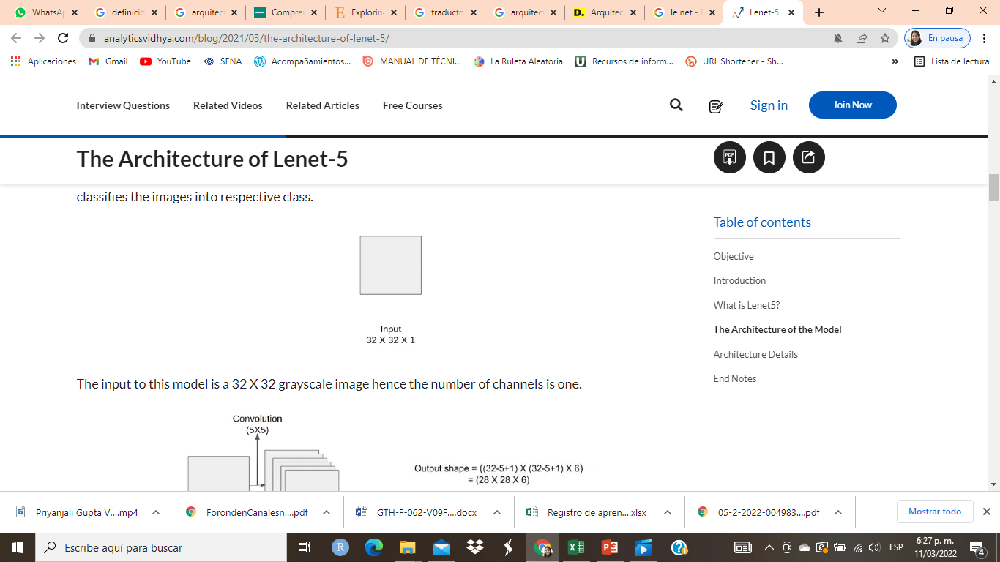 WhatsAp
definicio
arquitec
Compre
Explorin
traducto
arquitec
D. Arquitec
le net -
Lenet-5
analyticsvidhya.com/blog/2021/03/the-architecture-of-lenet-5/
En pausa
Aplicaciones
Gmail
YouTube
SENA
Acompañamientos...
MANUAL DE TÉCNI...
La Ruleta Aleatoria
Recursos de inform...
URL Shortener - Sh...
»
Lista de lectura
Interview Questions
Related Videos
Related Articles
Free Courses
Sign in
Join Now
The Architecture of Lenet-5
PDF
classifies the images into respective class.
Input
32 X 32 X 1
The input to this model is a 32 X 32 grayscale image hence the number of channels is one.
Convolution
(5X5)
Output shape = ((32-5+1) X (32-5+1) X 6)
= (28 X 28 X 6)
Table of contents
Objective
Introduction
What is Lenet5?
The Architecture of the Model
Architecture Details
End Notes
Priyanjali Gupta V....mp4
ForondenCanalesn....pdf
GTH-F-062-V09F....docx
Registro de apren....xlsx
05-2-2022-004983....pdf
Mostrar todo
Escribe aquí para buscar
ESP
6:27 p. m.
11/03/2022
4